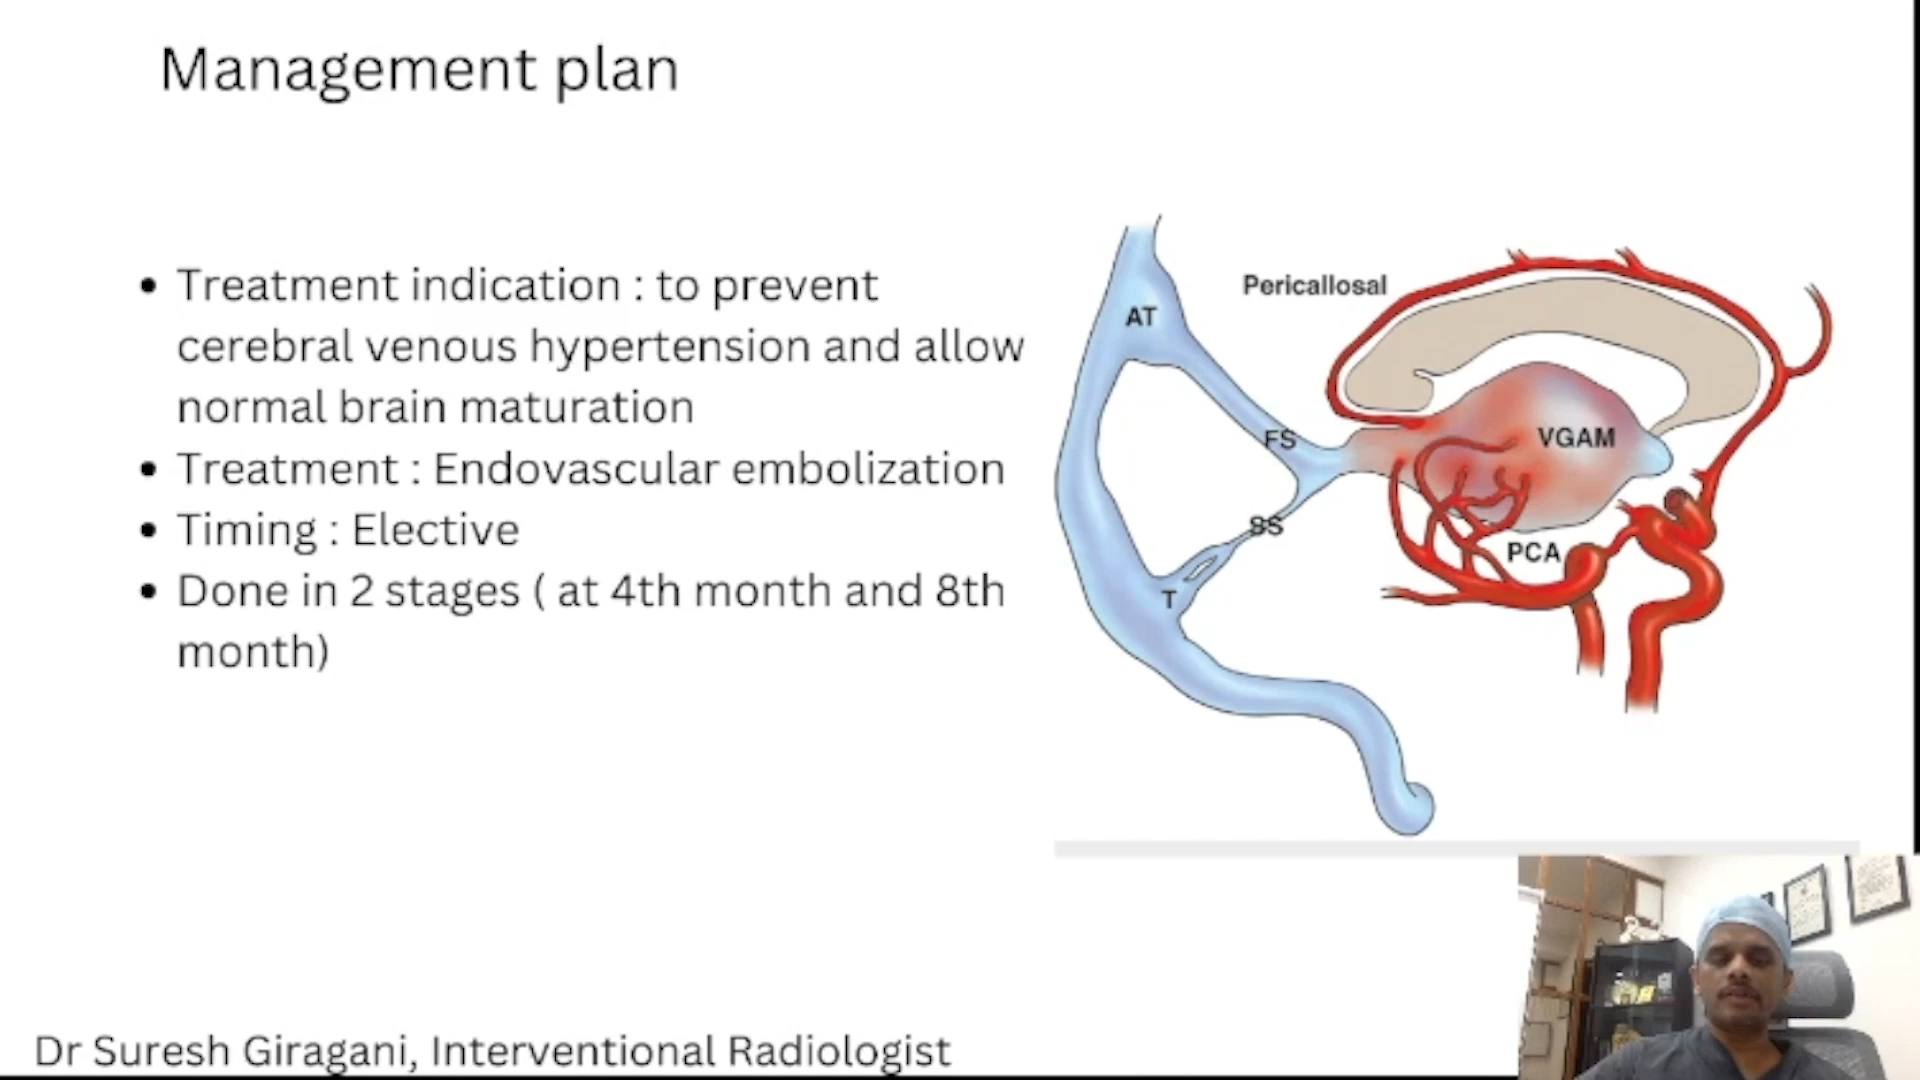 Management plan
• Treatment indication : to prevent
cerebral venous hypertension and allow
normal brain maturation
• Treatment : Endovascular embolization
• Timing : Elective
• Done in 2 stages ( at 4th month and 8th
month)
Pericallosal
AT
FS
VGAM
SS
PCA
T
Dr Suresh Giragani, Interventional Radiologist